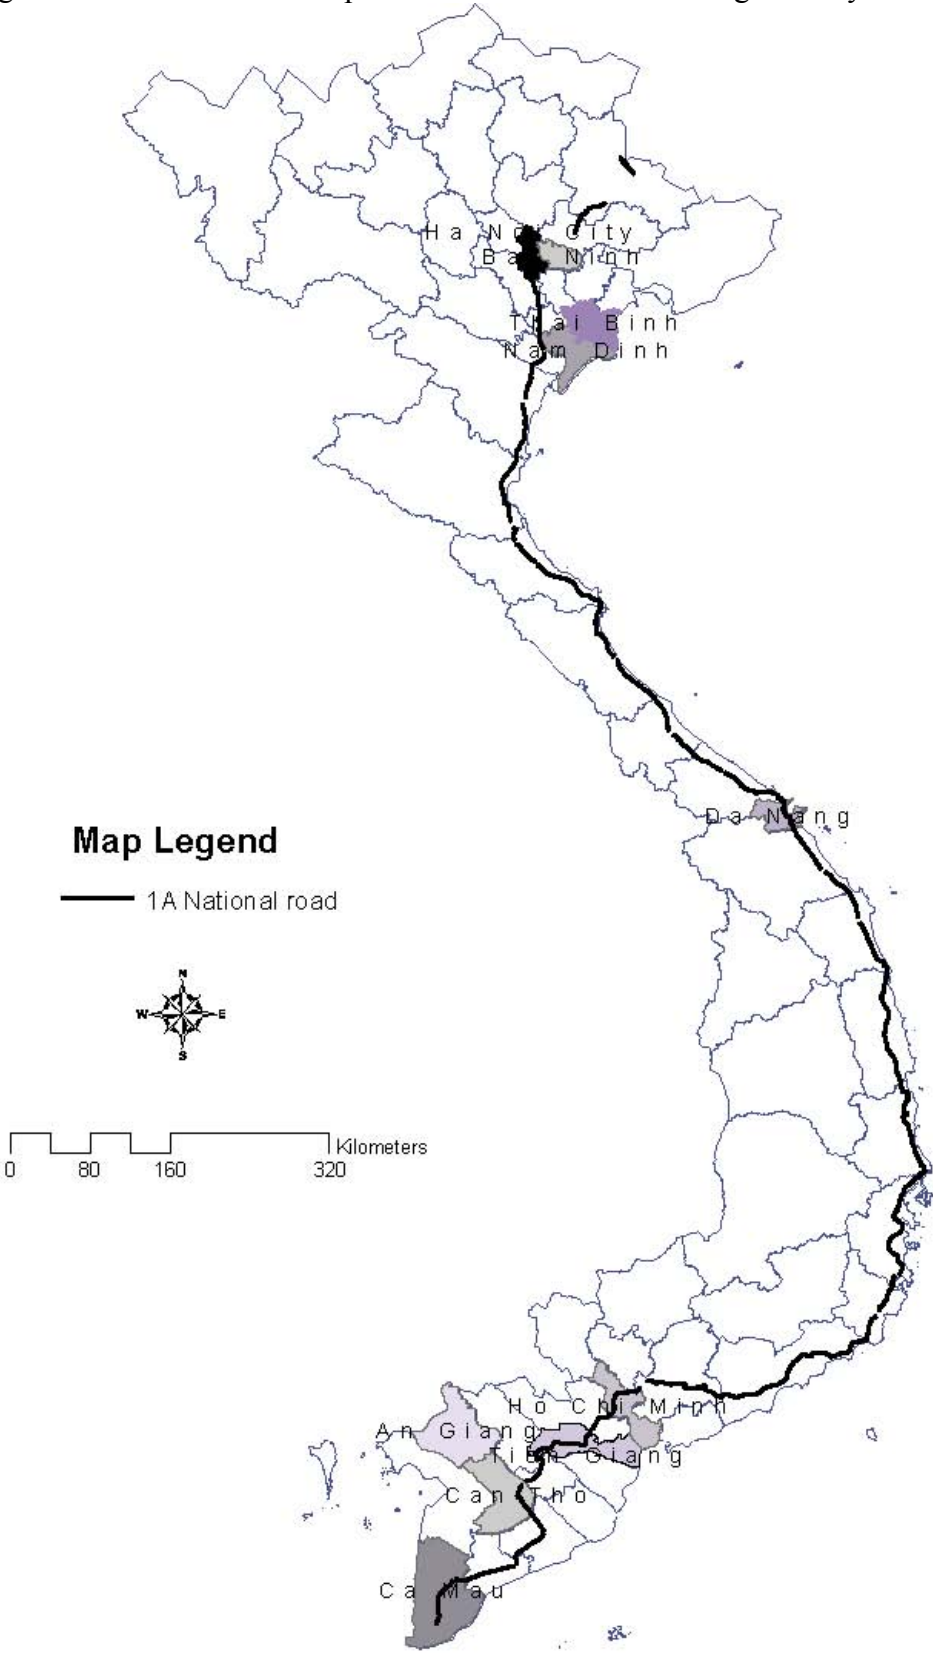 Ha Noi City
Bac Ninh
Thai Binh
Nam Dinh
Da Nang
Map Legend
1A National road
N
W E
S
Kilometers
0 80 160 320
Ho Chi Minh
An Giang
Tien Giang
Can Tho
Ca Mau